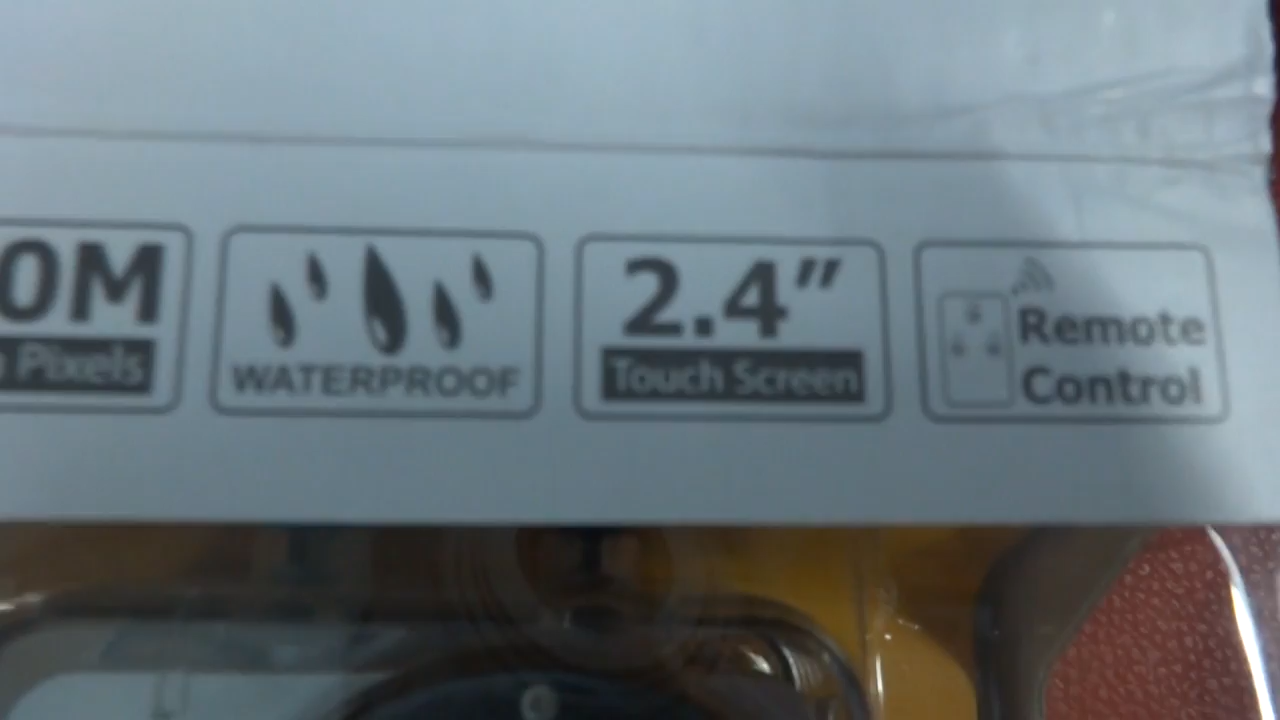 0M
Pixels
WATERPROOF
2.4”
Touch Screen
Remote
Control